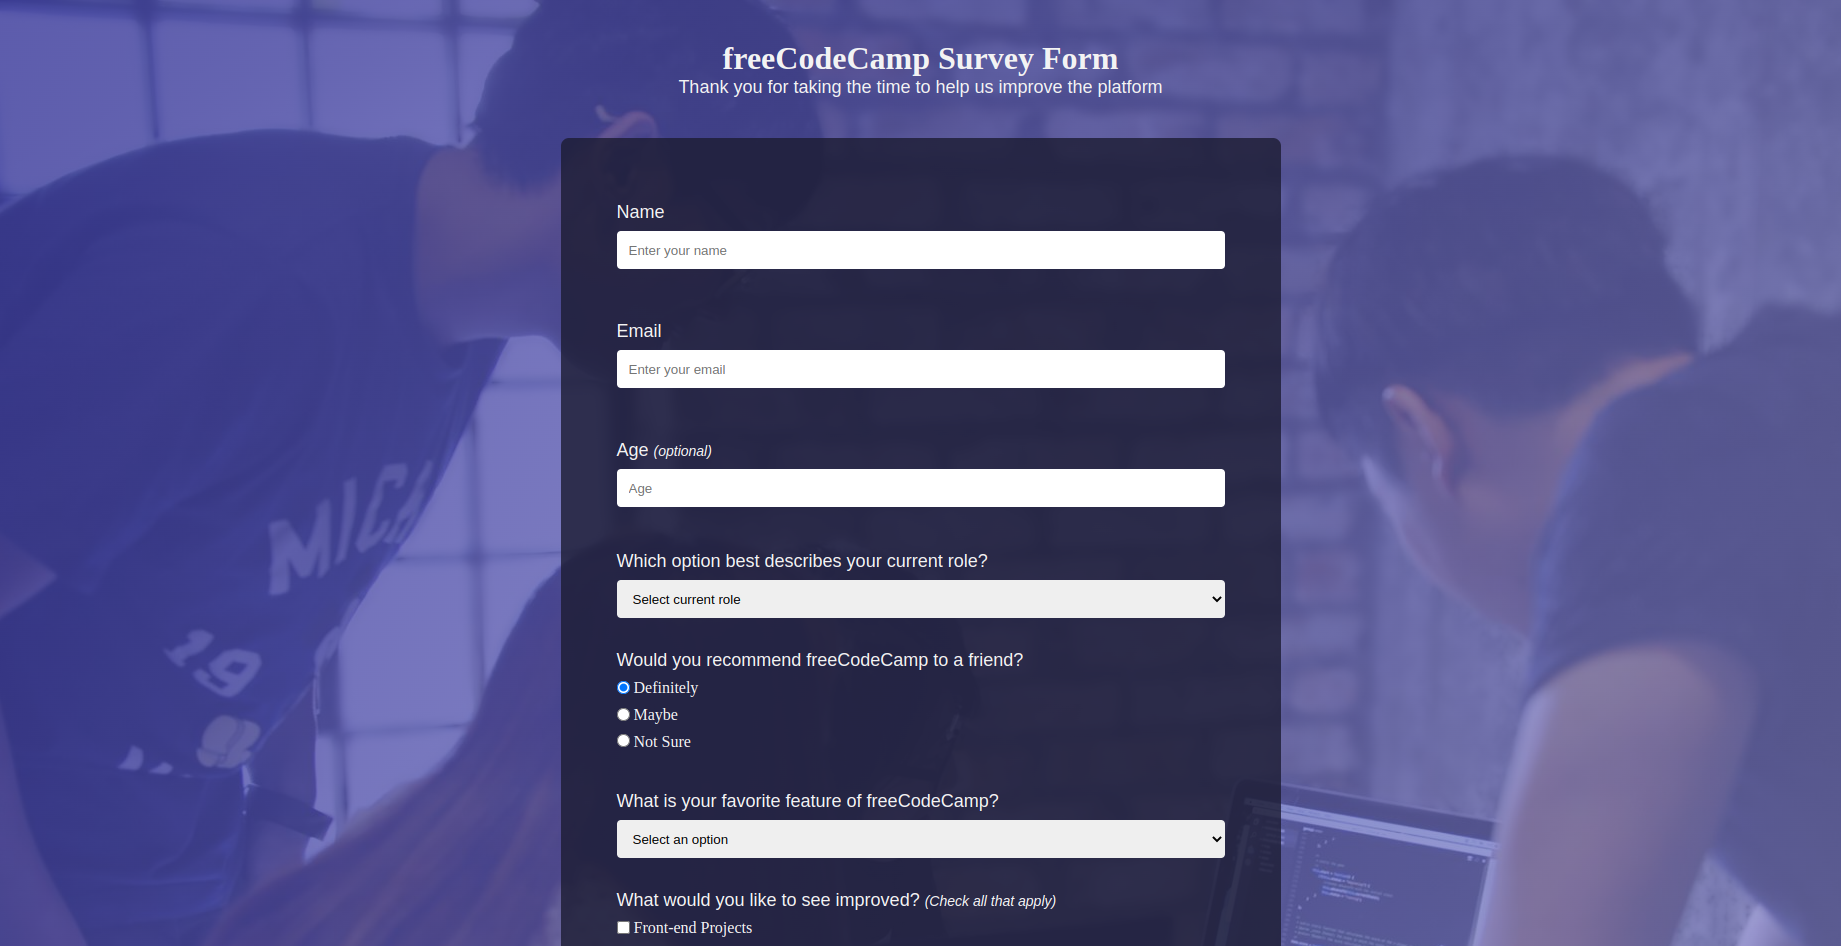 freeCodeCamp Survey Form
Thank you for taking the time to help us improve the platform
Name
Enter your name
Email
Enter your email
Age (optional)
Age
Which option best describes your current role?
Select current role
Would you recommend freeCodeCamp to a friend?
Definitely
Maybe
Not Sure
What is your favorite feature of freeCodeCamp?
Select an option
What would you like to see improved? (Check all that apply)
Front-end Projects
MICH
19